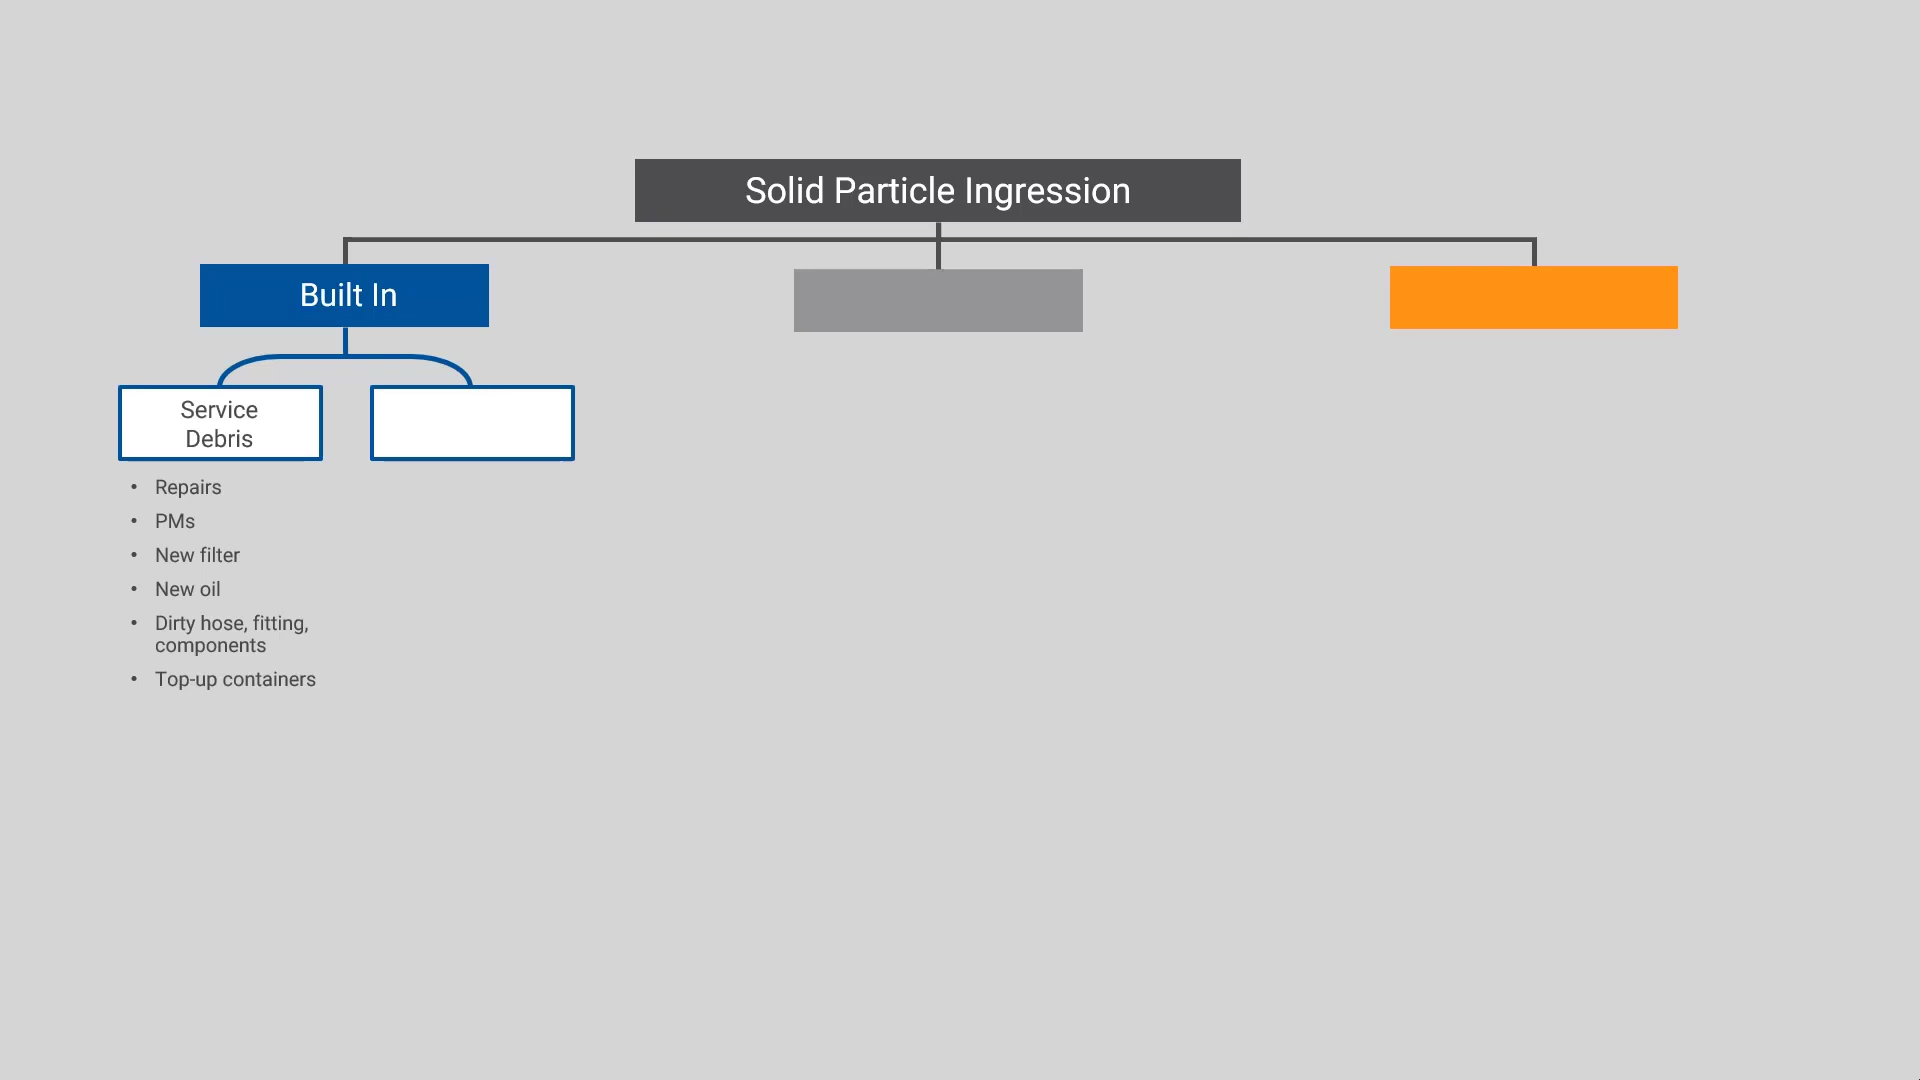 Solid Particle Ingression
Built In
Service
Debris
• Repairs
• PMs
• New filter
• New oil
• Dirty hose, fitting,
components
• Top-up containers